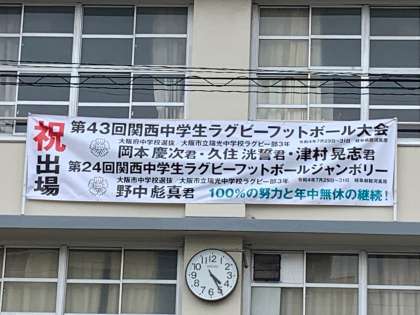 祝出場
第43回関西中学生ラグビーフットボール大会
大阪府中学校選抜 大阪市立瑞光中学校ラグビー部3年
岡本慶次君・久住洸誓君・津村晃志君
第24回関西中学生ラグビーフットボールジャンボリー
大阪市中学校選抜 大阪市立瑞光中学校ラグビー部3年
野中彪真君 100%の努力と年中無休の継続!